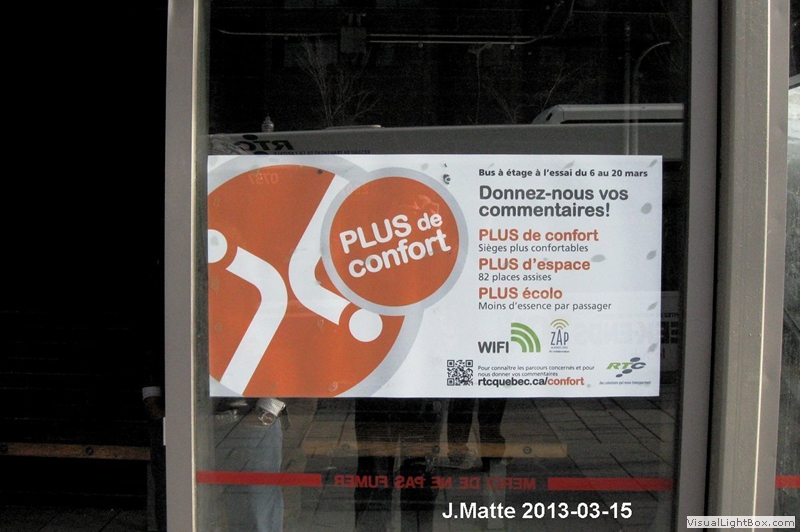 Bus à étage à l'essai du 6 au 20 mars
Donnez-nous vos
commentaires!
PLUS de
confort
PLUS de confort
Sièges plus confortables
PLUS d'espace
82 places assises
PLUS écolo
Moins d'essence par passager
WIFI
ZAP
Pour connaître les parcours concernés et pour
nous donner vos commentaires
rtcquebec.ca/confort
RTC
RTC
0757
MERCI DE NE PAS FUMER
J.Matte 2013-03-15
VisualLightBox.com